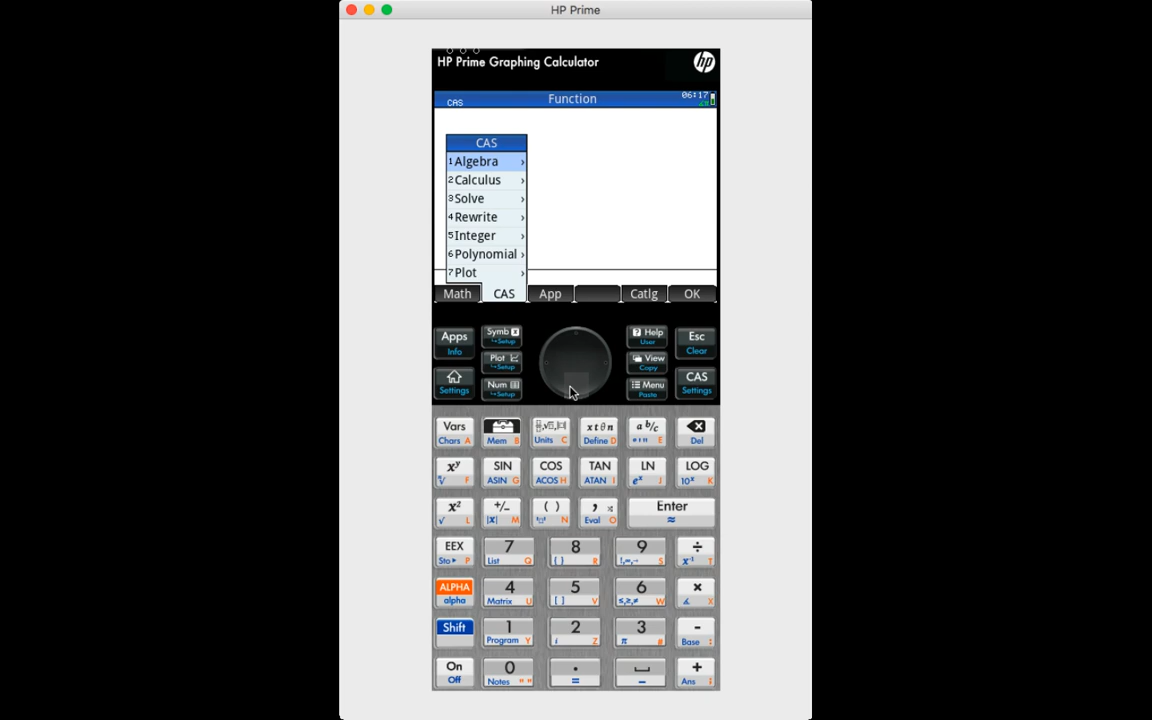 HP Prime
HP Prime Graphing Calculator
hp
CAS Function 06:17
CAS
1 Algebra ›
2 Calculus ›
3 Solve ›
4 Rewrite ›
5 Integer ›
6 Polynomial ›
7 Plot ›
Math CAS App Catlg OK
Apps Symb Help Esc
Info Setup User Clear
Plot View
Setup Copy
Num Menu CAS
Settings Setup Paste Settings
Vars x t θ n a b/c
Chars A Mem B Units C Define D E Del
x^y SIN COS TAN LN LOG
F ASIN G ACOS H ATAN I e^x J 10^x K
x² +/- ( ) , Enter
√ L |x| M N Eval O ≈
EEX 7 8 9 ÷
Sto ▸ P List Q { } R !,∞,→ S x⁻¹ T
ALPHA 4 5 6 ×
alpha Matrix U [ ] V ≤,≥,≠ W ∡ X
Shift 1 2 3 -
Program Y i Z π # Base :
On 0 . +
Off Notes " " = _ Ans ;